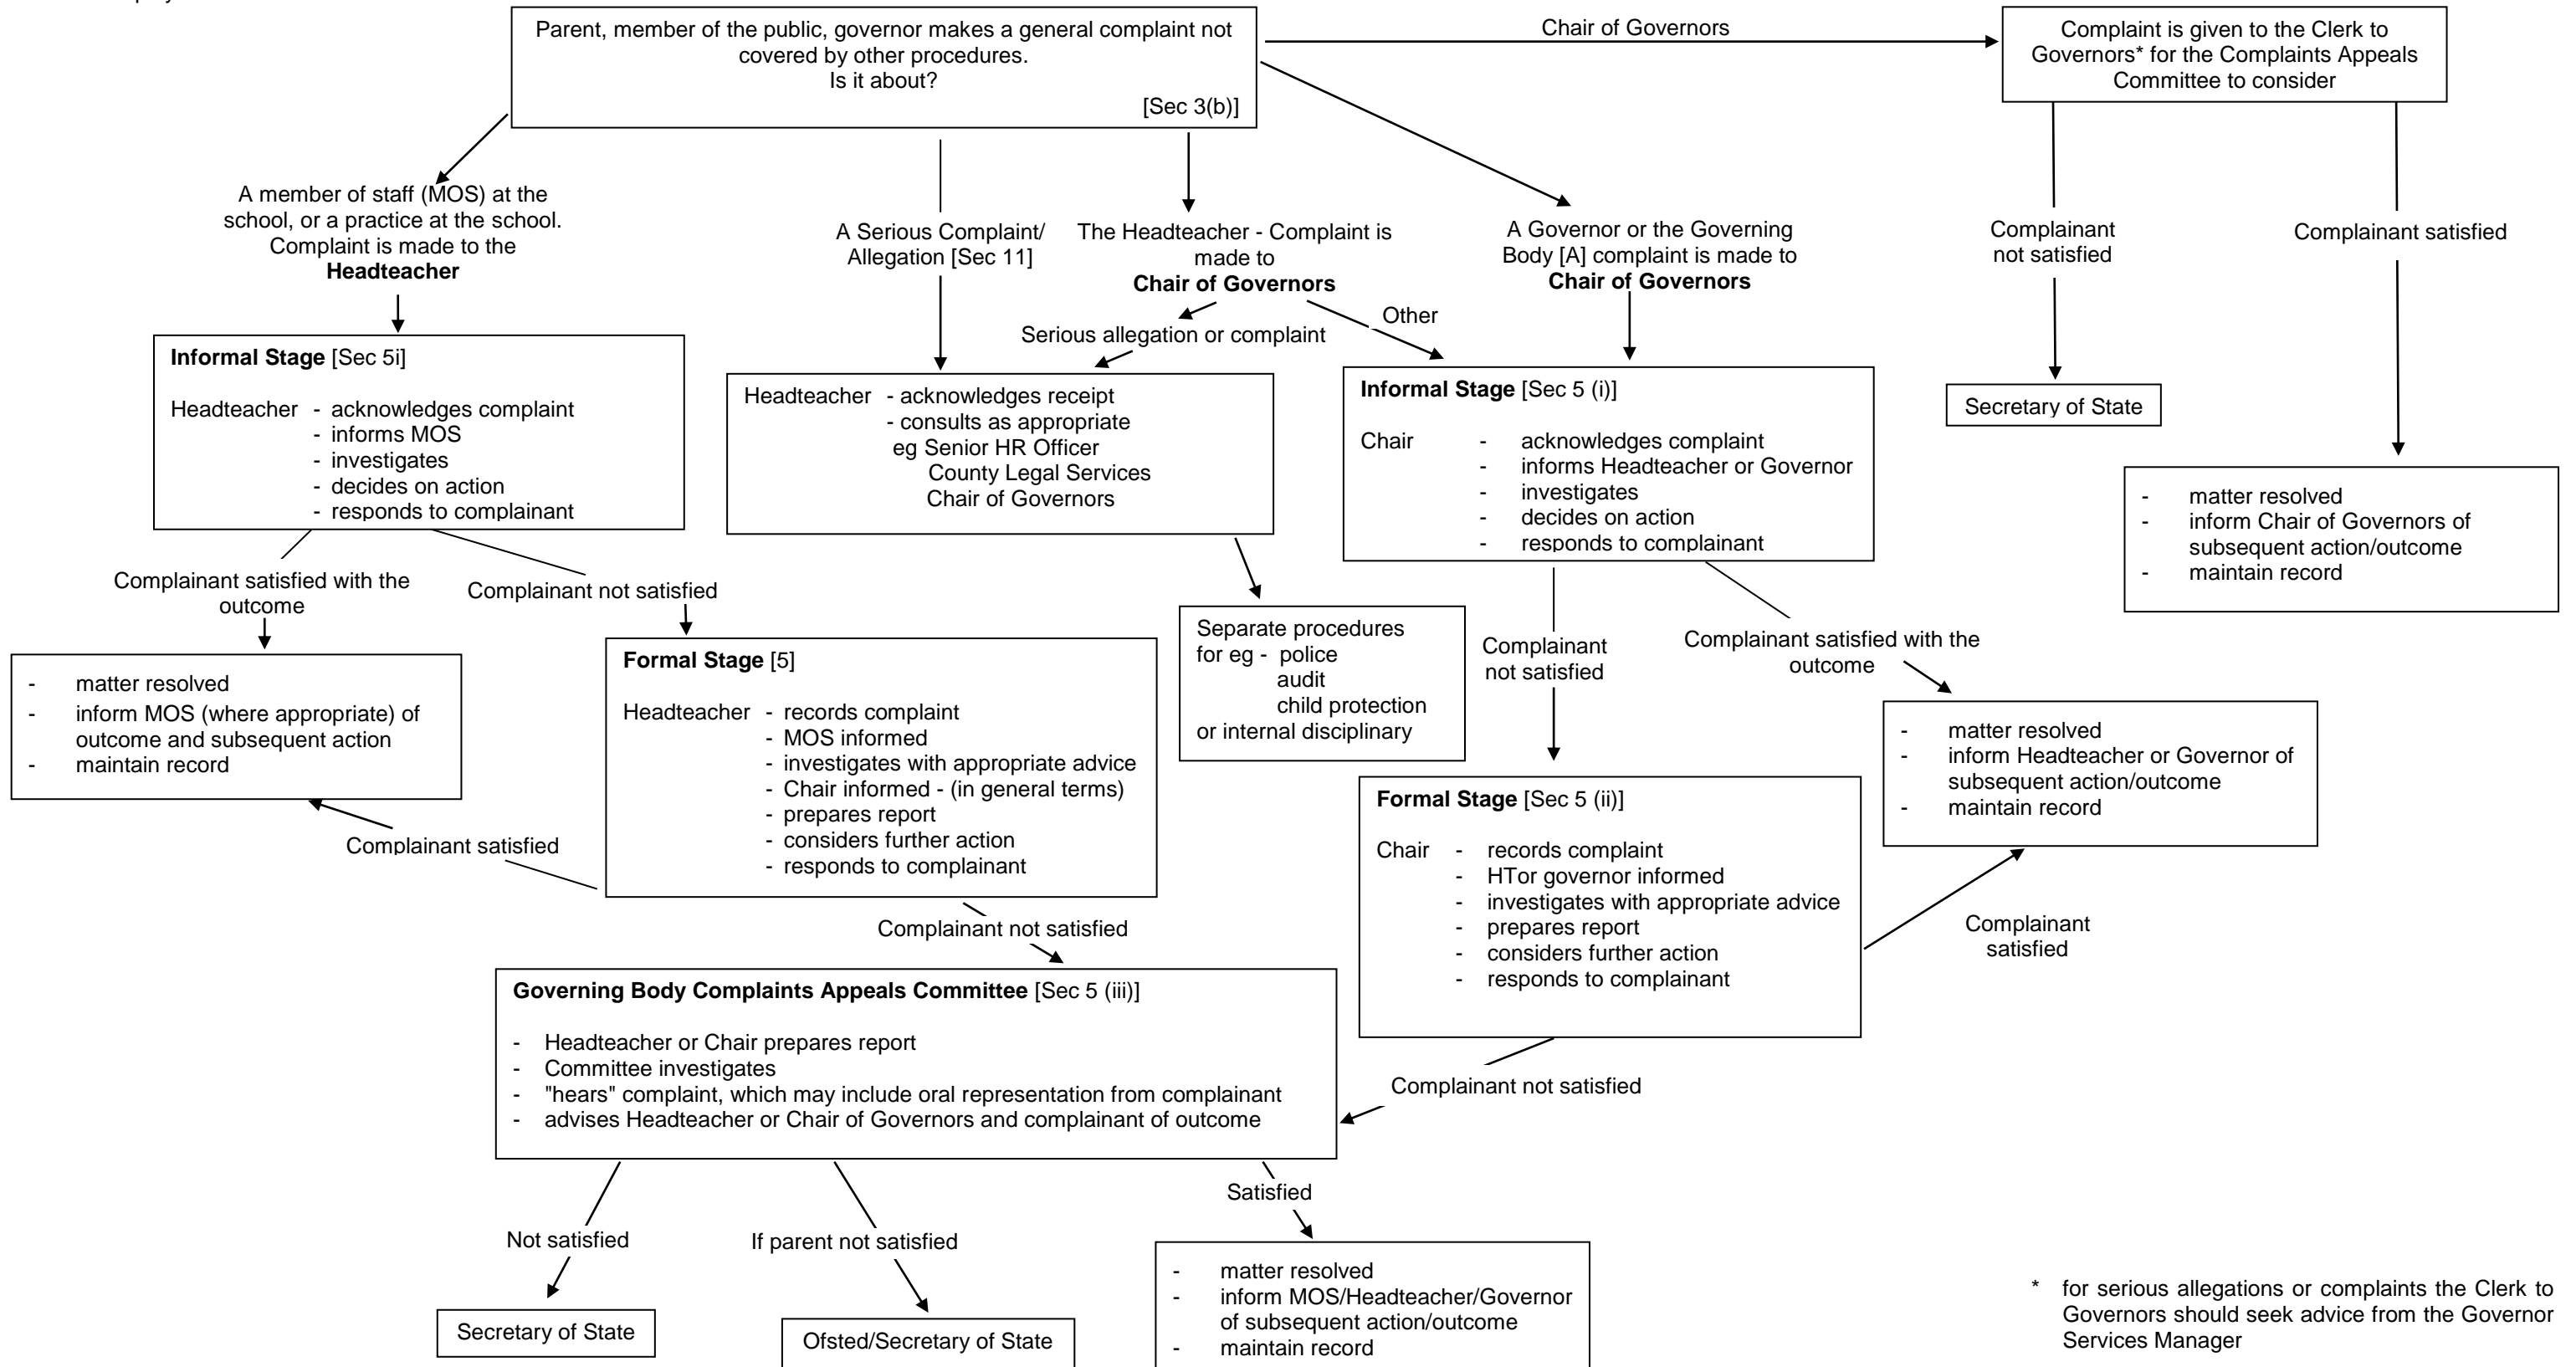 Parent, member of the public, governor makes a general complaint not
covered by other procedures.
Is it about?
[Sec 3(b)]
Chair of Governors
Complaint is given to the Clerk to
Governors* for the Complaints Appeals
Committee to consider
A member of staff (MOS) at the
school, or a practice at the school.
Complaint is made to the
Headteacher
A Serious Complaint/
Allegation [Sec 11]
The Headteacher - Complaint is
made to
Chair of Governors
A Governor or the Governing
Body [A] complaint is made to
Chair of Governors
Complainant
not satisfied
Complainant satisfied
Serious allegation or complaint
Other
Informal Stage [Sec 5i]
Headteacher - acknowledges complaint
- informs MOS
- investigates
- decides on action
- responds to complainant
Headteacher - acknowledges receipt
- consults as appropriate
eg Senior HR Officer
County Legal Services
Chair of Governors
Informal Stage [Sec 5 (i)]
Chair - acknowledges complaint
- informs Headteacher or Governor
- investigates
- decides on action
- responds to complainant
Secretary of State
- matter resolved
- inform Chair of Governors of
subsequent action/outcome
- maintain record
Complainant satisfied with the
outcome
Complainant not satisfied
Separate procedures
for eg - police
audit
child protection
or internal disciplinary
Complainant
not satisfied
Complainant satisfied with the
outcome
- matter resolved
- inform MOS (where appropriate) of
outcome and subsequent action
- maintain record
Formal Stage [5]
Headteacher - records complaint
- MOS informed
- investigates with appropriate advice
- Chair informed - (in general terms)
- prepares report
- considers further action
- responds to complainant
- matter resolved
- inform Headteacher or Governor of
subsequent action/outcome
- maintain record
Formal Stage [Sec 5 (ii)]
Chair - records complaint
- HTor governor informed
- investigates with appropriate advice
- prepares report
- considers further action
- responds to complainant
Complainant satisfied
Complainant not satisfied
Complainant
satisfied
Governing Body Complaints Appeals Committee [Sec 5 (iii)]
- Headteacher or Chair prepares report
- Committee investigates
- "hears" complaint, which may include oral representation from complainant
- advises Headteacher or Chair of Governors and complainant of outcome
Complainant not satisfied
Not satisfied
If parent not satisfied
Satisfied
Secretary of State
Ofsted/Secretary of State
- matter resolved
- inform MOS/Headteacher/Governor
of subsequent action/outcome
- maintain record
* for serious allegations or complaints the Clerk to
Governors should seek advice from the Governor
Services Manager